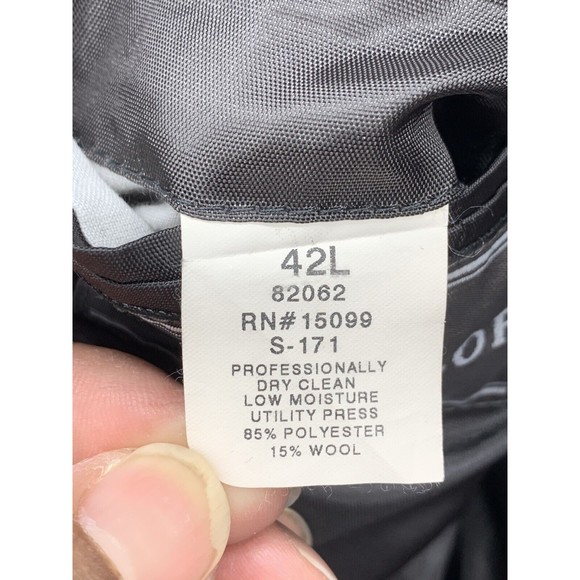 42L
82062
RN#15099
S-171
PROFESSIONALLY
DRY CLEAN
LOW MOISTURE
UTILITY PRESS
85% POLYESTER
15% WOOL